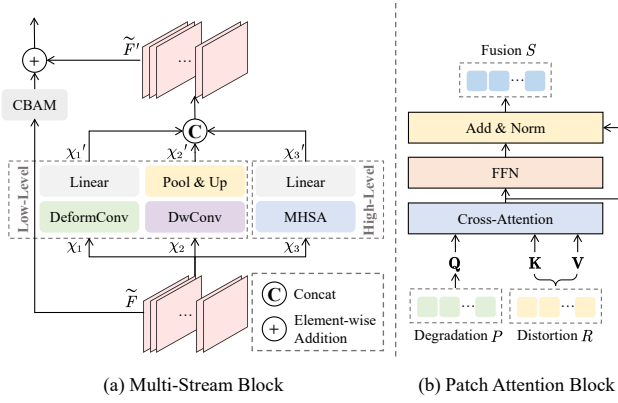 F̃′
...
+
CBAM
C
χ₁′
χ₂′
χ₃′
Low-Level
Linear
Pool & Up
Linear
DeformConv
DwConv
MHSA
High-Level
χ₁
χ₂
χ₃
F̃
...
C Concat
+ Element-wise
Addition
(a) Multi-Stream Block
Fusion S
...
Add & Norm
FFN
Cross-Attention
Q
K
V
...
...
Degradation P
Distortion R
(b) Patch Attention Block